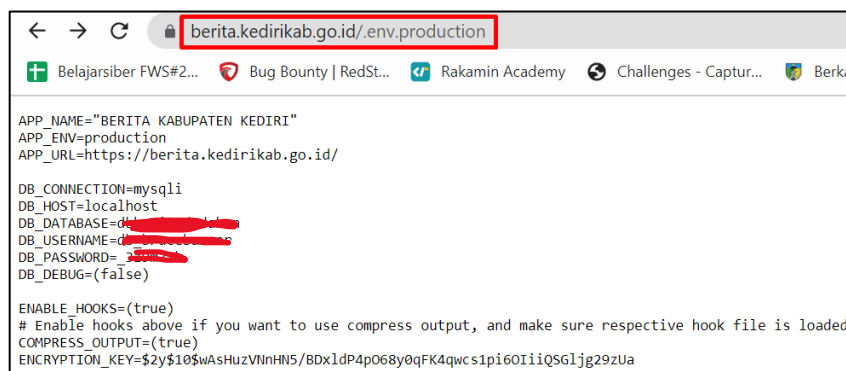 berita.kedirikab.go.id/.env.production
Belajarsiber FWS#2... Bug Bounty | RedSt... Rakamin Academy Challenges - Captur... Berka
APP_NAME="BERITA KABUPATEN KEDIRI"
APP_ENV=production
APP_URL=https://berita.kedirikab.go.id/
DB_CONNECTION=mysqli
DB_HOST=localhost
DB_DATABASE=
DB_USERNAME=
DB_PASSWORD=
DB_DEBUG=(false)
ENABLE_HOOKS=(true)
# Enable hooks above if you want to use compress output, and make sure respective hook file is loaded
COMPRESS_OUTPUT=(true)
ENCRYPTION_KEY=$2y$10$wAsHuzVNnHN5/BDxldP4pO68y0qFK4qwcs1pi6OIiiQSGljg29zUa